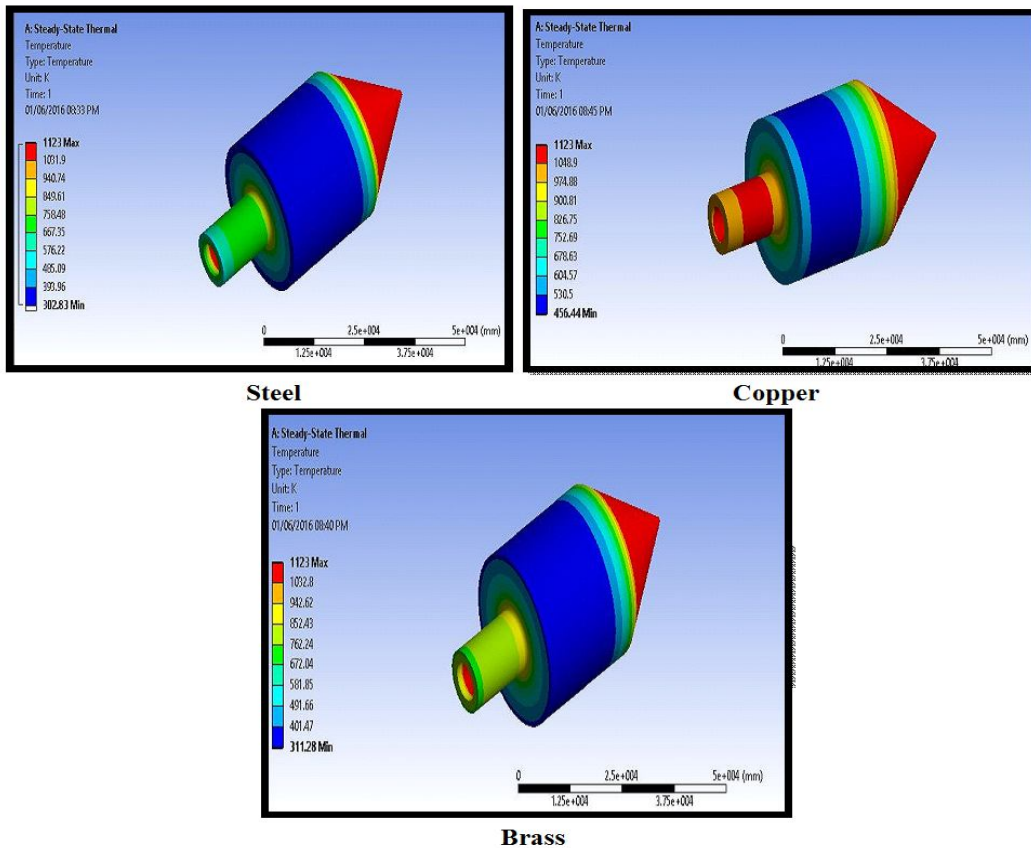 A: Steady-State Thermal
Temperature
Type: Temperature
Unit: K
Time: 1
01/06/2016 08:33 PM
1123 Max
1031.9
940.74
849.61
758.48
667.35
576.22
485.09
393.96
302.83 Min
0 2.5e+004 5e+004 (mm)
1.25e+004 3.75e+004
Steel
A: Steady-State Thermal
Temperature
Type: Temperature
Unit: K
Time: 1
01/06/2016 08:45 PM
1123 Max
1048.9
974.88
900.81
826.75
752.69
678.63
604.57
530.5
456.44 Min
0 2.5e+004 5e+004 (mm)
1.25e+004 3.75e+004
Copper
A: Steady-State Thermal
Temperature
Type: Temperature
Unit: K
Time: 1
01/06/2016 08:40 PM
1123 Max
1032.8
942.62
852.43
762.24
672.04
581.85
491.66
401.47
311.28 Min
0 2.5e+004 5e+004 (mm)
1.25e+004 3.75e+004
Brass